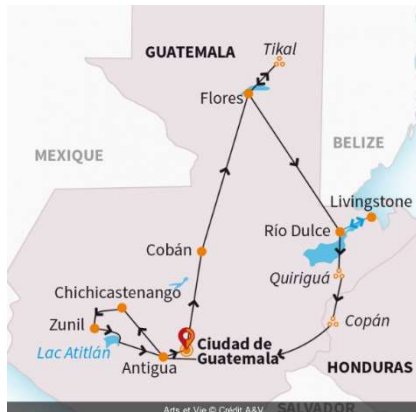 GUATEMALA
Tikal
Flores
MEXIQUE
BELIZE
Livingstone
Río Dulce
Cobán
Quiriguá
Chichicastenango
Zunil
Copán
Lac Atitlán
Ciudad de
Guatemala
Antigua
HONDURAS
SALVADOR
Arts et Vie © Crédit A&V